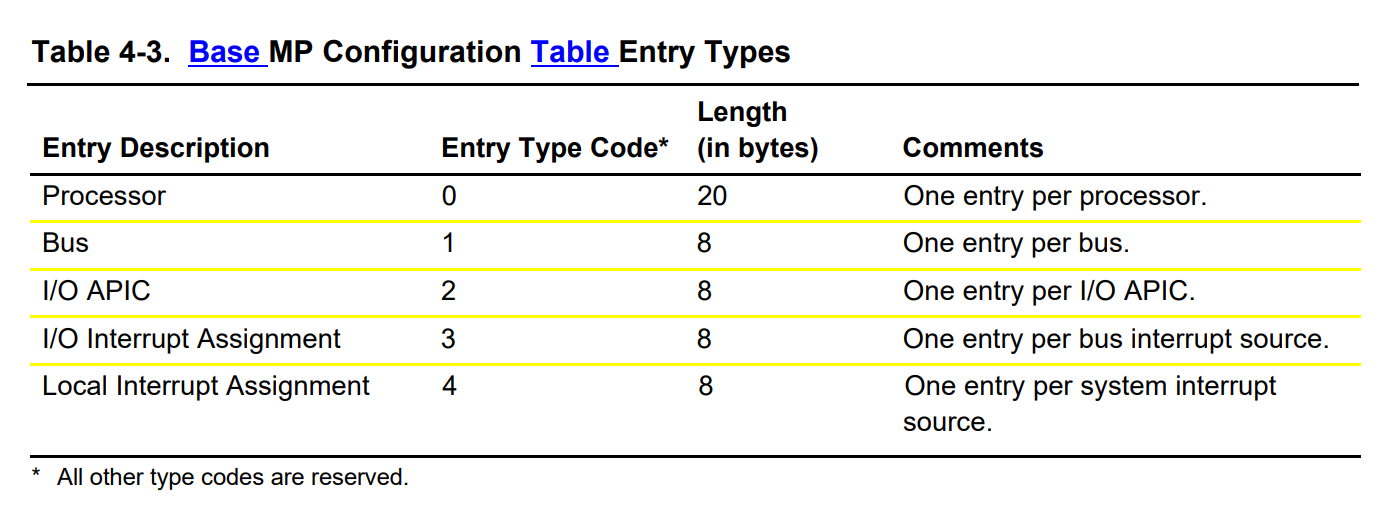 Table 4-3. Base MP Configuration Table Entry Types
Length
Entry Description Entry Type Code* (in bytes) Comments
Processor 0 20 One entry per processor.
Bus 1 8 One entry per bus.
I/O APIC 2 8 One entry per I/O APIC.
I/O Interrupt Assignment 3 8 One entry per bus interrupt source.
Local Interrupt Assignment 4 8 One entry per system interrupt
source.
* All other type codes are reserved.